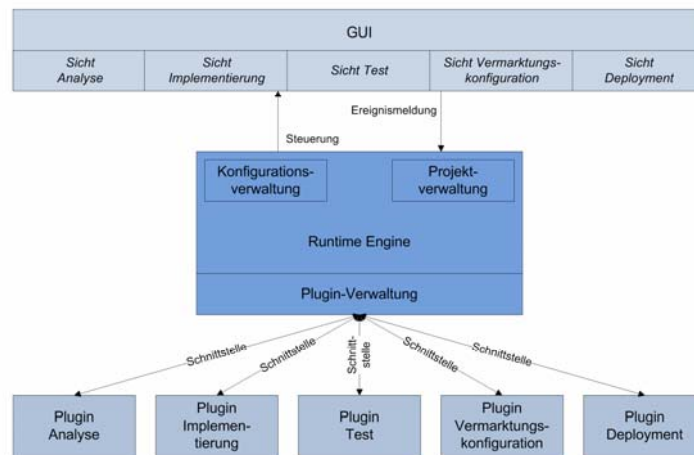 GUI
Sicht
Analyse
Sicht
Implementierung
Sicht Test
Sicht Vermarktungs-
konfiguration
Sicht
Deployment
Ereignismeldung
Steuerung
Konfigurations-
verwaltung
Projekt-
verwaltung
Runtime Engine
Plugin-Verwaltung
Schnittstelle
Schnittstelle
Schnitt-
stelle
Schnittstelle
Schnittstelle
Plugin
Analyse
Plugin
Implemen-
tierung
Plugin
Test
Plugin
Vermarktungs-
konfiguration
Plugin
Deployment